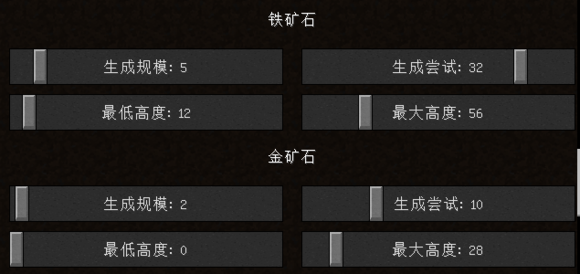 铁矿石
生成规模: 5
生成尝试: 32
最低高度: 12
最大高度: 56
金矿石
生成规模: 2
生成尝试: 10
最低高度: 0
最大高度: 28